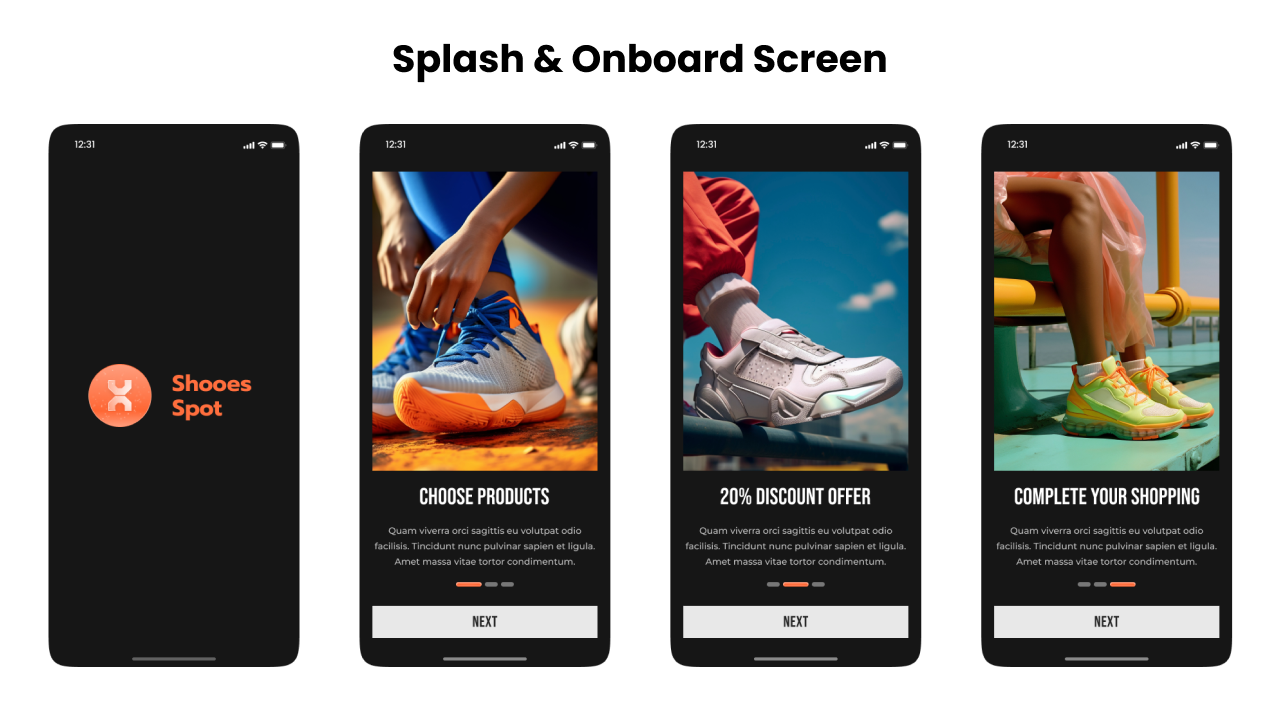 Splash & Onboard Screen
12:31
Shooes
Spot
12:31
CHOOSE PRODUCTS
Quam viverra orci sagittis eu volutpat odio
facilisis. Tincidunt nunc pulvinar sapien et ligula.
Amet massa vitae tortor condimentum.
NEXT
12:31
20% DISCOUNT OFFER
Quam viverra orci sagittis eu volutpat odio
facilisis. Tincidunt nunc pulvinar sapien et ligula.
Amet massa vitae tortor condimentum.
NEXT
12:31
COMPLETE YOUR SHOPPING
Quam viverra orci sagittis eu volutpat odio
facilisis. Tincidunt nunc pulvinar sapien et ligula.
Amet massa vitae tortor condimentum.
NEXT